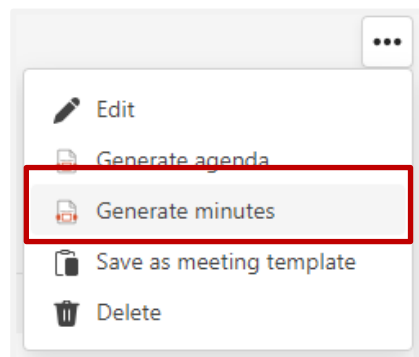 Edit
Generate agenda
Generate minutes
Save as meeting template
Delete